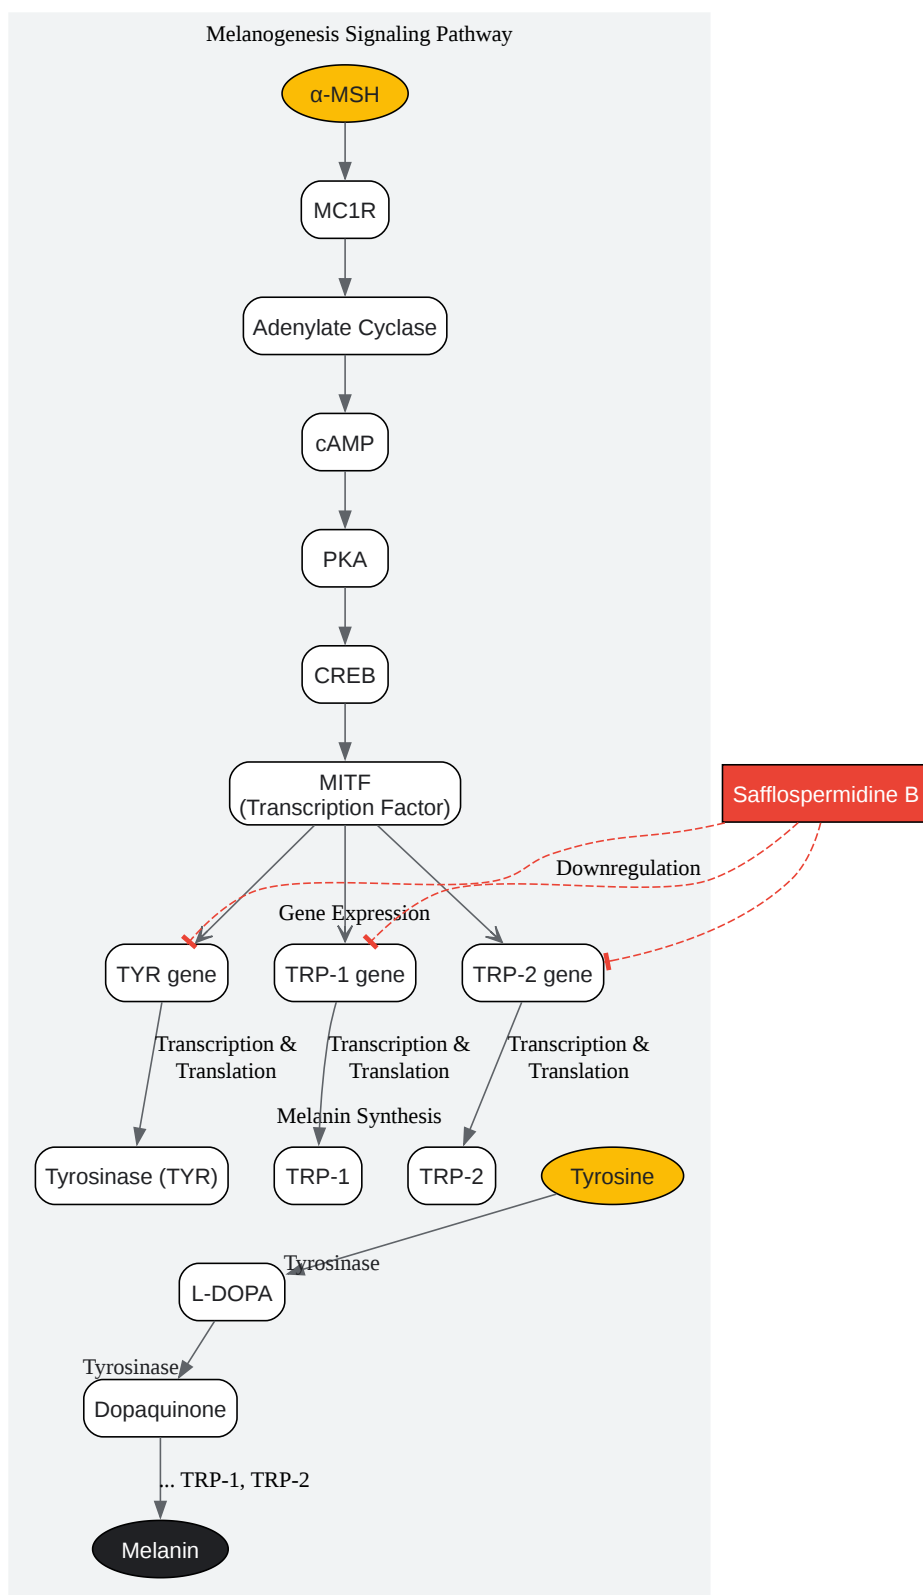 Melanogenesis Signaling Pathway
α-MSH
MC1R
Adenylate Cyclase
cAMP
PKA
CREB
MITF
(Transcription Factor)
Safflospermidine B
Downregulation
Gene Expression
TYR gene
TRP-1 gene
TRP-2 gene
Transcription &
Translation
Transcription &
Translation
Transcription &
Translation
Melanin Synthesis
Tyrosinase (TYR)
TRP-1
TRP-2
Tyrosine
Tyrosinase
L-DOPA
Tyrosinase
Dopaquinone
... TRP-1, TRP-2
Melanin